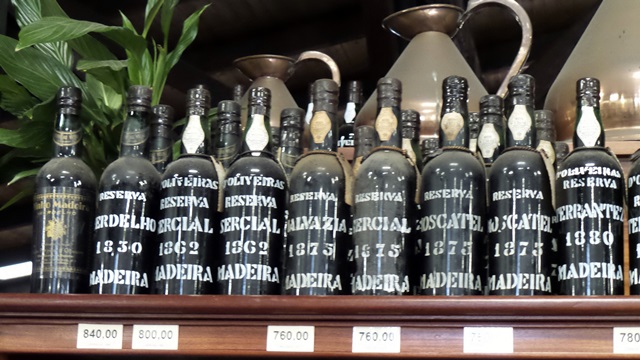 Madeira
RESERVA
VERDELHO
1850
MADEIRA
D'OLIVEIRAS
RESERVA
SERCIAL
1862
MADEIRA
D'OLIVEIRAS
RESERVA
SERCIAL
1862
MADEIRA
RESERVA
MALVAZIA
1875
MADEIRA
RESERVA
SERCIAL
1875
MADEIRA
RESERVA
MOSCATEL
1875
MADEIRA
RESERVA
MOSCATEL
1875
MADEIRA
D'OLIVEIRAS
RESERVA
TERRANTEZ
1880
MADEIRA
840.00
800.00
760.00
760.00
780